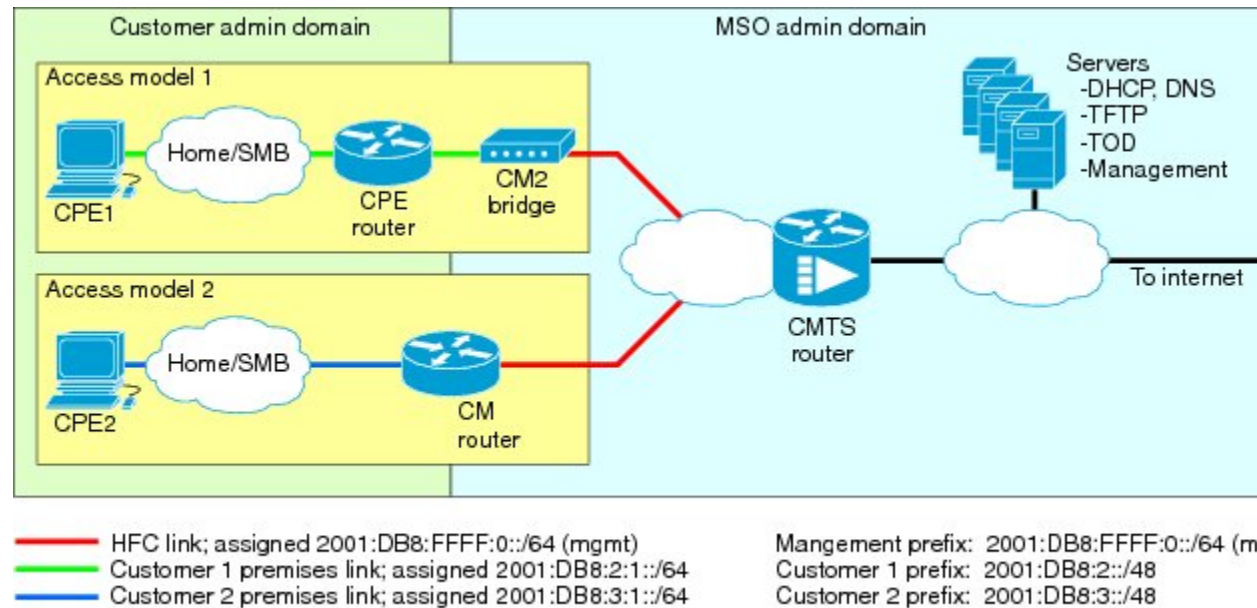 Customer admin domain
MSO admin domain
Access model 1
Home/SMB
CPE1
CPE
router
CM2
bridge
Servers
-DHCP, DNS
-TFTP
-TOD
-Management
Access model 2
Home/SMB
CPE2
CM
router
CMTS
router
To internet
HFC link; assigned 2001:DB8:FFFF:0::/64 (mgmt)
Customer 1 premises link; assigned 2001:DB8:2:1::/64
Customer 2 premises link; assigned 2001:DB8:3:1::/64
Mangement prefix: 2001:DB8:FFFF:0::/64 (m
Customer 1 prefix: 2001:DB8:2::/48
Customer 2 prefix: 2001:DB8:3::/48